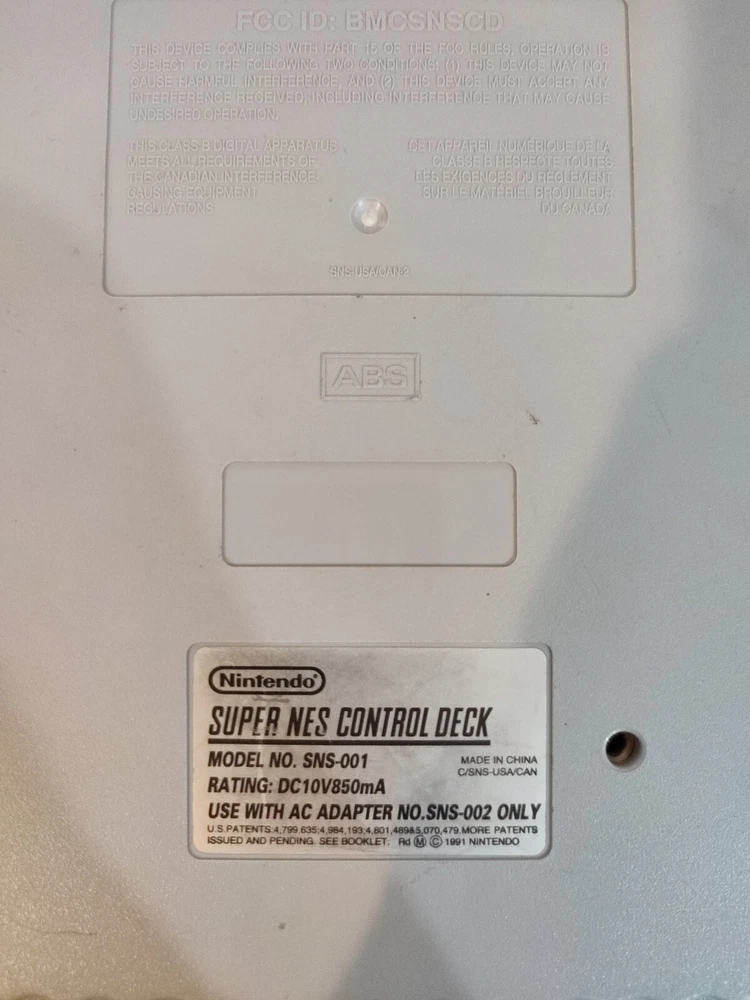 FCC ID: BMCSNSCD
THIS DEVICE COMPLIES WITH PART 15 OF THE FCC RULES, OPERATION IS
SUBJECT TO THE FOLLOWING TWO CONDITIONS: (1) THIS DEVICE MAY NOT
CAUSE HARMFUL INTERFERENCE, AND (2) THIS DEVICE MUST ACCEPT ANY
INTERFERENCE RECEIVED, INCLUDING INTERFERENCE THAT MAY CAUSE
UNDESIRED OPERATION.
THIS CLASS B DIGITAL APPARATUS
MEETS ALL REQUIREMENTS OF
THE CANADIAN INTERFERENCE-
CAUSING EQUIPMENT
REGULATIONS
CET APPAREIL NUMÉRIQUE DE LA
CLASSE B RESPECTE TOUTES
LES EXIGENCES DU REGLEMENT
SUR LE MATÉRIEL BROUILLEUR
DU CANADA
SNS-USA/CAN-2
ABS
Nintendo®
SUPER NES CONTROL DECK
MODEL NO. SNS-001
MADE IN CHINA
RATING: DC10V850mA
C/SNS-USA/CAN
USE WITH AC ADAPTER NO.SNS-002 ONLY
U.S.PATENTS:4,799,635;4,984,193;4,801,489&5,070,479.MORE PATENTS
ISSUED AND PENDING. SEE BOOKLET. Rd Ⓜ © 1991 NINTENDO